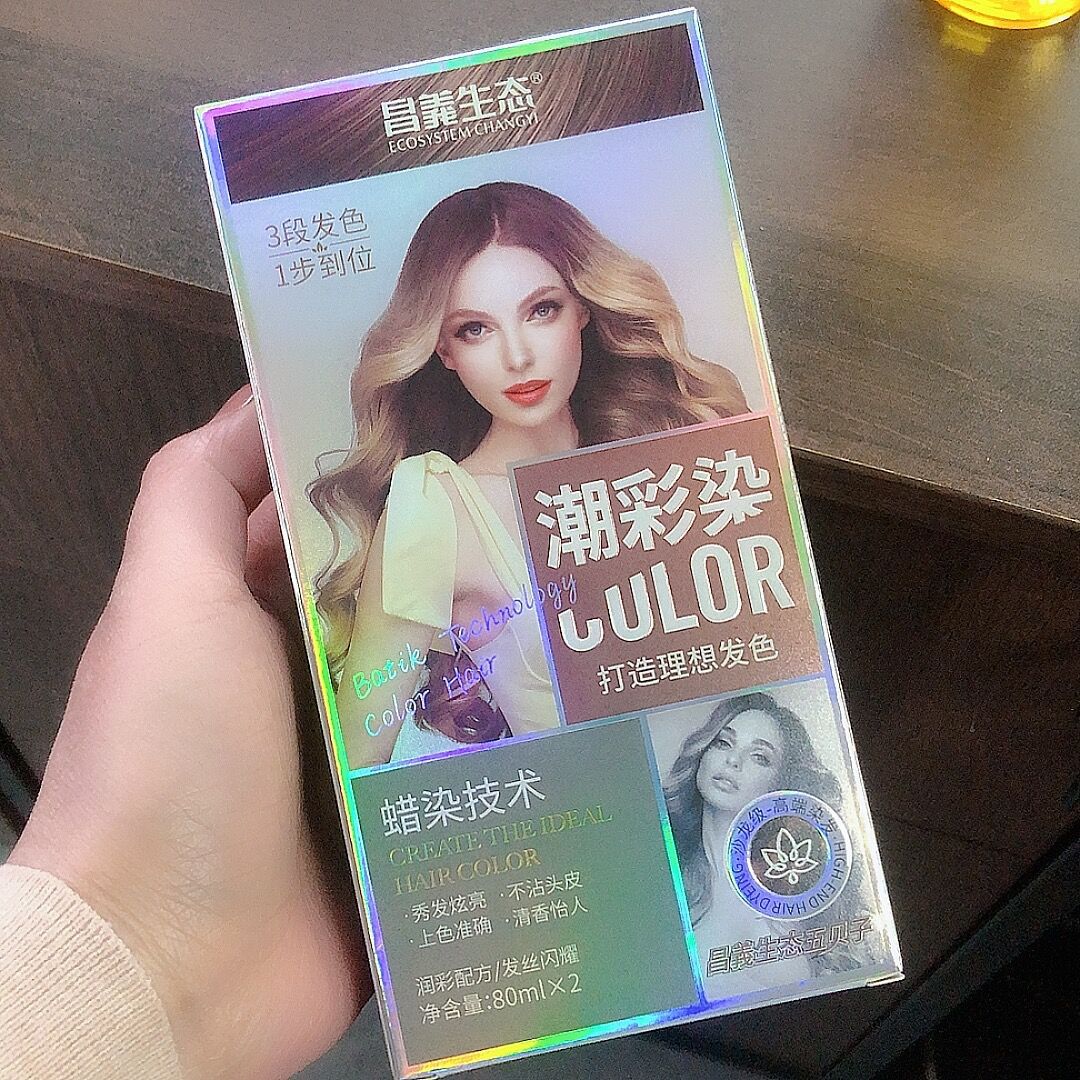 昌義生态®
ECOSYSTEM CHANGYI
3段发色
1步到位
潮彩染
COLOR
打造理想发色
Batik Technology
Color Hair
蜡染技术
CREATE THE IDEAL
HAIR COLOR
·秀发炫亮 ·不沾头皮
·上色准确 ·清香怡人
润彩配方/发丝闪耀
净含量:80ml×2
沙龙级-高端染发·HIGH-END HAIR DYEING·
昌義生态五贝子